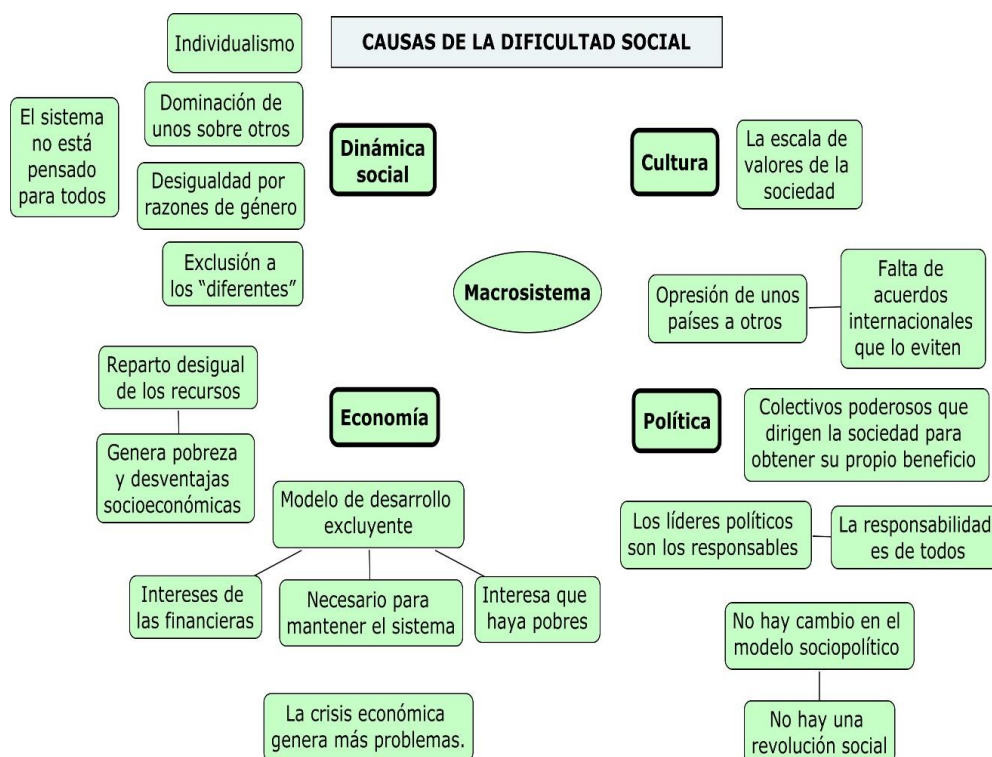 CAUSAS DE LA DIFICULTAD SOCIAL
Individualismo
Dominación de
unos sobre otros
El sistema
no está
pensado
para todos
Desigualdad por
razones de género
Exclusión a
los “diferentes”
Dinámica
social
Cultura
La escala de
valores de la
sociedad
Macrosistema
Opresión de unos
países a otros
Falta de
acuerdos
internacionales
que lo eviten
Reparto desigual
de los recursos
Genera pobreza
y desventajas
socioeconómicas
Economía
Modelo de desarrollo
excluyente
Intereses de
las financieras
Necesario para
mantener el sistema
Interesa que
haya pobres
La crisis económica
genera más problemas.
Política
Colectivos poderosos que
dirigen la sociedad para
obtener su propio beneficio
Los líderes políticos
son los responsables
La responsabilidad
es de todos
No hay cambio en el
modelo sociopolítico
No hay una
revolución social